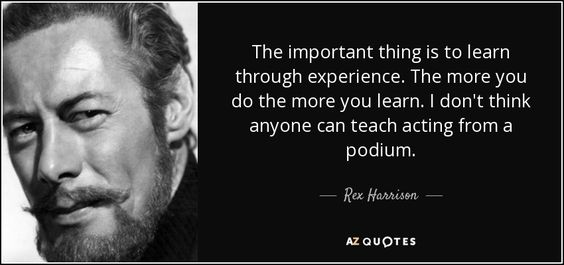 The important thing is to learn
through experience. The more you
do the more you learn. I don't think
anyone can teach acting from a
podium.
Rex Harrison
AZ QUOTES